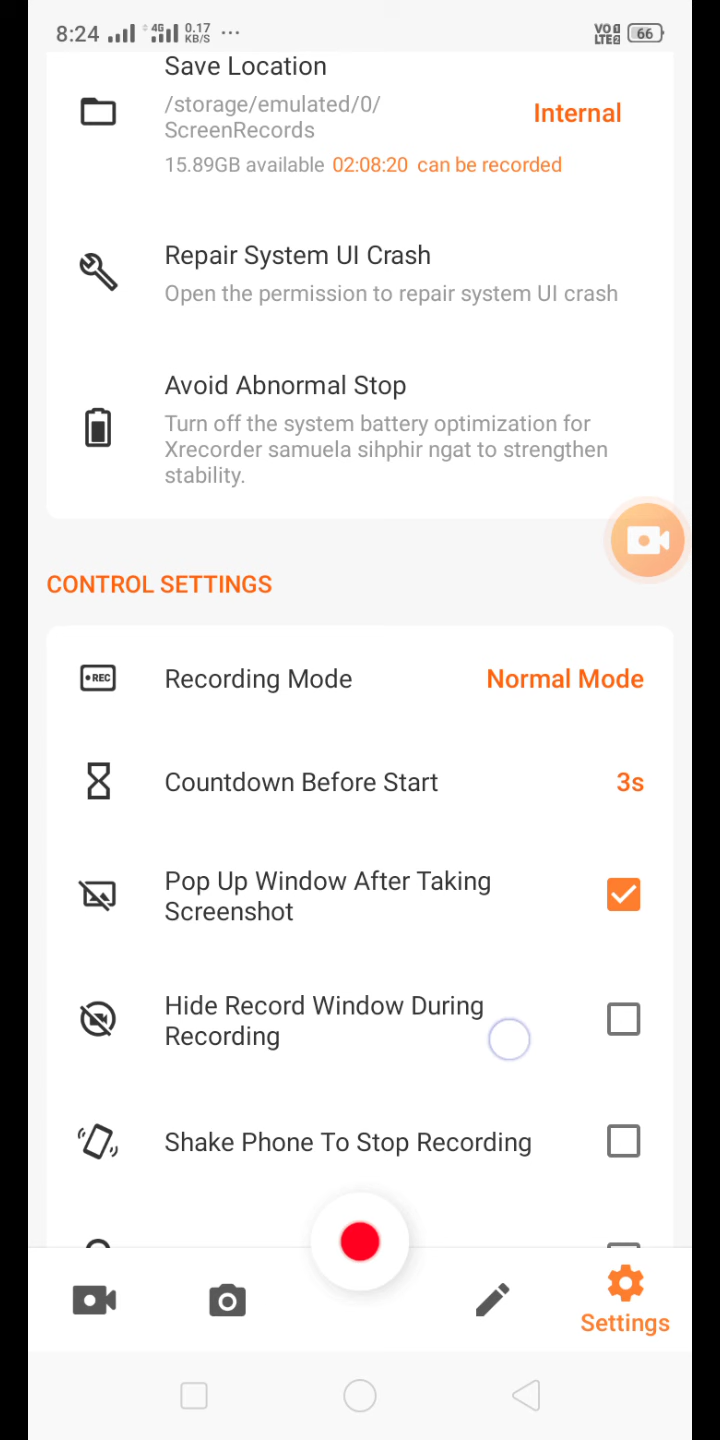 8:24 4G 0.17 KB/S ... VO LTE 66
Save Location
/storage/emulated/0/
ScreenRecords
Internal
15.89GB available 02:08:20 can be recorded
Repair System UI Crash
Open the permission to repair system UI crash
Avoid Abnormal Stop
Turn off the system battery optimization for
Xrecorder samuela sihphir ngat to strengthen
stability.
CONTROL SETTINGS
•REC Recording Mode Normal Mode
Countdown Before Start 3s
Pop Up Window After Taking
Screenshot
Hide Record Window During
Recording
Shake Phone To Stop Recording
Settings